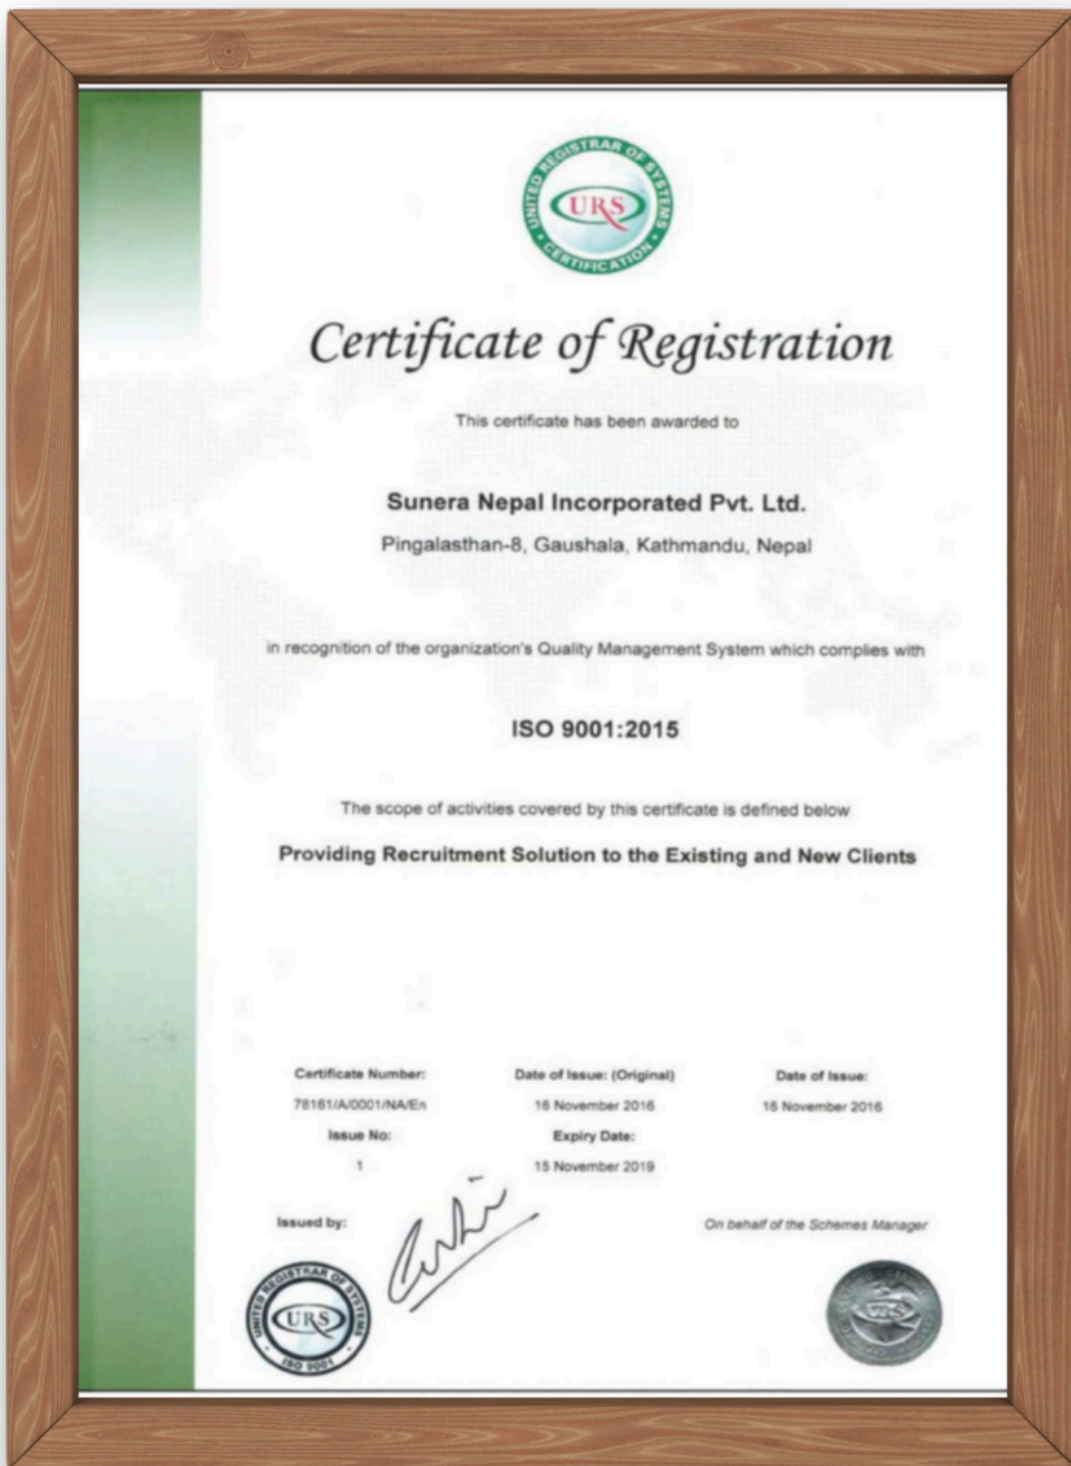 UNITED REGISTRAR OF SYSTEMS
URS
CERTIFICATION
Certificate of Registration
This certificate has been awarded to
Sunera Nepal Incorporated Pvt. Ltd.
Pingalasthan-8, Gaushala, Kathmandu, Nepal
in recognition of the organization's Quality Management System which complies with
ISO 9001:2015
The scope of activities covered by this certificate is defined below
Providing Recruitment Solution to the Existing and New Clients
Certificate Number: Date of Issue: (Original) Date of Issue:
78161/A/0001/NA/En 16 November 2016 16 November 2016
Issue No: Expiry Date:
1 15 November 2019
Issued by: On behalf of the Schemes Manager
UNITED REGISTRAR OF SYSTEMS
URS
ISO 9001
URS